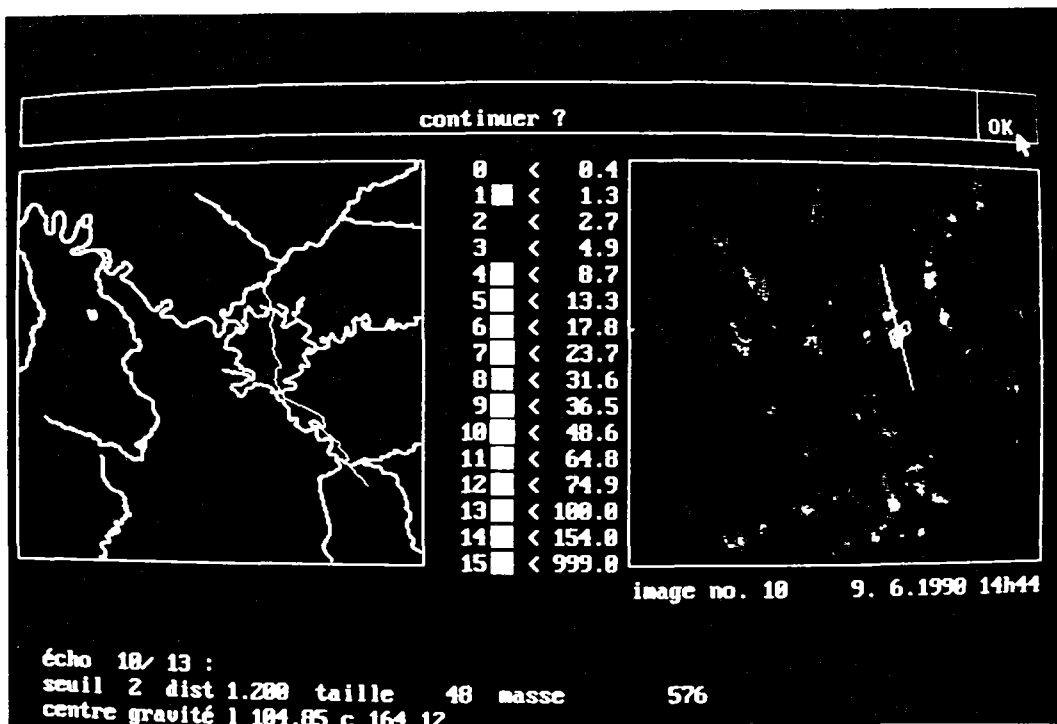 continuer ?
OK
0 < 0.4
1 < 1.3
2 < 2.7
3 < 4.9
4 < 8.7
5 < 13.3
6 < 17.8
7 < 23.7
8 < 31.6
9 < 36.5
10 < 48.6
11 < 64.8
12 < 74.9
13 < 100.0
14 < 154.0
15 < 999.0
image no. 10 9. 6.1990 14h44
écho 10/ 13 :
seuil 2 dist 1.200 taille 48 masse 576
centre gravité l 104.85 c 164.12